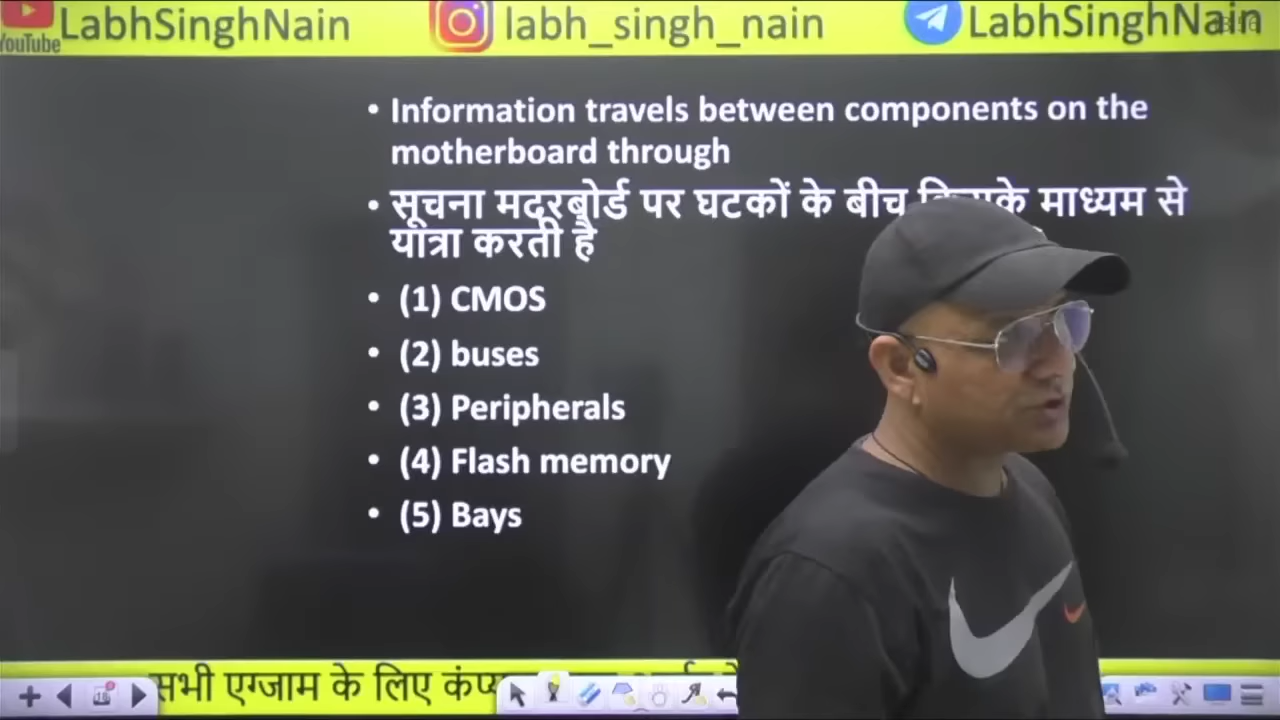 YouTube LabhSinghNain labh_singh_nain LabhSinghNain
• Information travels between components on the
motherboard through
• सूचना मदरबोर्ड पर घटकों के बीच माध्यम से
यात्रा करती है
• (1) CMOS
• (2) buses
• (3) Peripherals
• (4) Flash memory
• (5) Bays
सभी एग्जाम के लिए